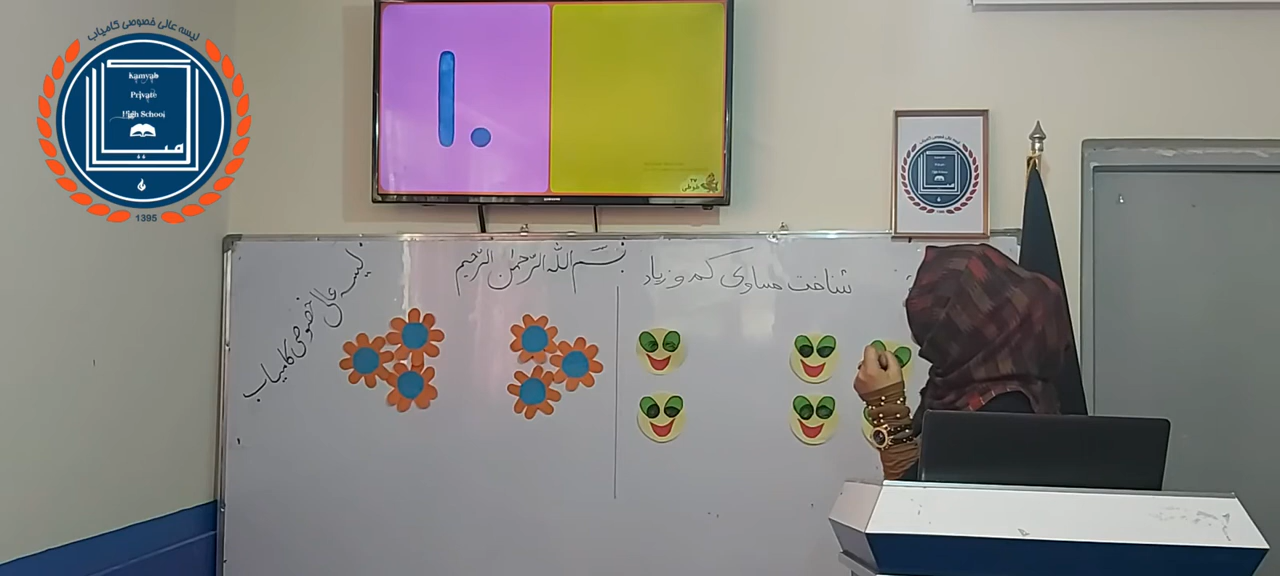 لیسه عالی خصوصی کامیاب
Kamyab
Private
High School
1395
۱۰
۲۷
بسم الله الرحمن الرحیم
شناخت مساوی کم و زیاد
لیسه عالی خصوصی کامیاب